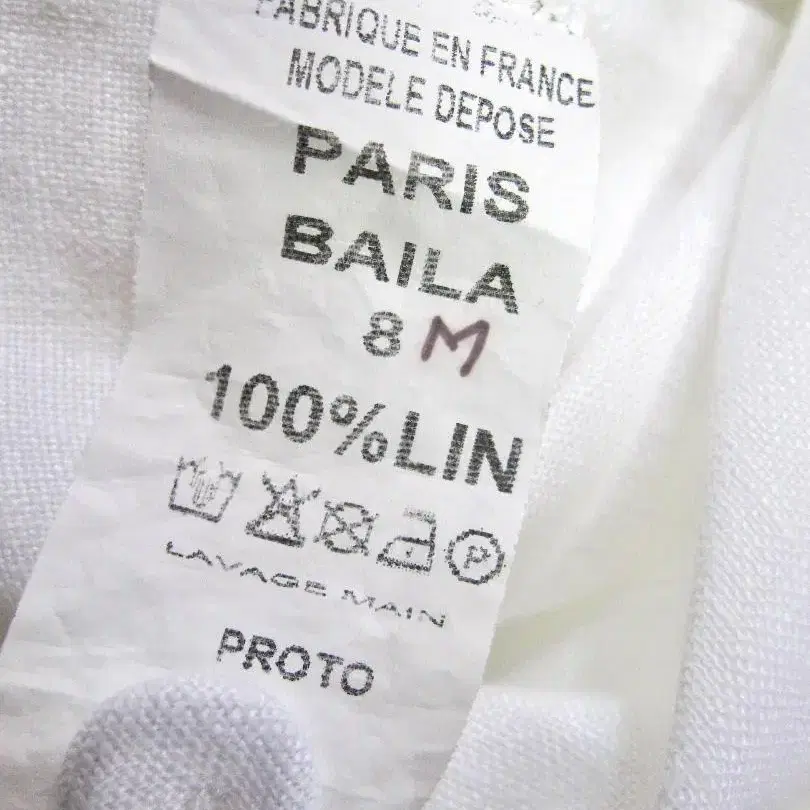 FABRIQUE EN FRANCE
MODELE DEPOSE
PARIS
BAILA
8 M
100%LIN
P
LAVAGE MAIN
PROTO